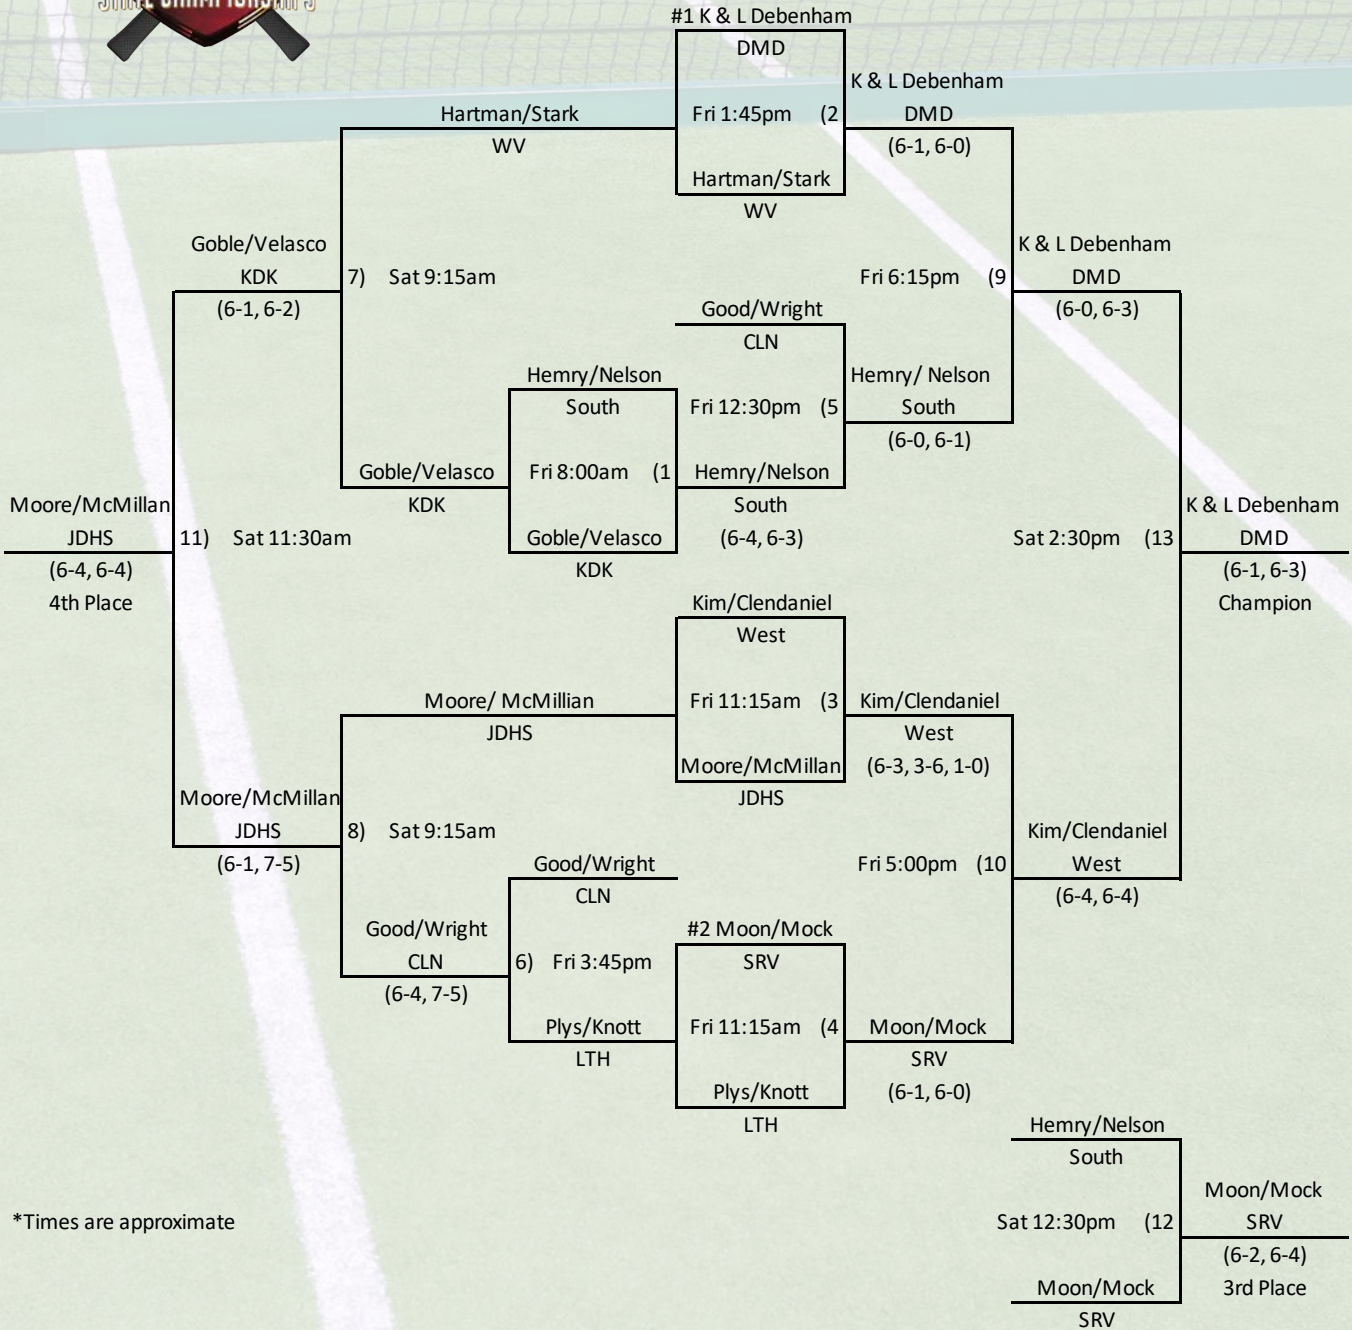 STATE CHAMPIONSHIPS
#1 K & L Debenham
DMD
K & L Debenham
Hartman/Stark
Fri 1:45pm (2
DMD
WV
(6-1, 6-0)
Hartman/Stark
WV
Goble/Velasco
K & L Debenham
KDK
7) Sat 9:15am
Fri 6:15pm (9
DMD
(6-1, 6-2)
Good/Wright
(6-0, 6-3)
CLN
Hemry/Nelson
Hemry/ Nelson
South
Fri 12:30pm (5
South
(6-0, 6-1)
Goble/Velasco
Fri 8:00am (1
Hemry/Nelson
Moore/McMillan
KDK
South
K & L Debenham
JDHS
11) Sat 11:30am
Goble/Velasco
(6-4, 6-3)
Sat 2:30pm (13
DMD
(6-4, 6-4)
KDK
(6-1, 6-3)
4th Place
Kim/Clendaniel
Champion
West
Moore/ McMillian
Fri 11:15am (3
Kim/Clendaniel
JDHS
West
Moore/McMillan
(6-3, 3-6, 1-0)
Moore/McMillan
JDHS
JDHS
8) Sat 9:15am
Kim/Clendaniel
(6-1, 7-5)
Good/Wright
Fri 5:00pm (10
West
CLN
(6-4, 6-4)
Good/Wright
#2 Moon/Mock
CLN
6) Fri 3:45pm
SRV
(6-4, 7-5)
Plys/Knott
Fri 11:15am (4
Moon/Mock
LTH
SRV
Plys/Knott
(6-1, 6-0)
LTH
Hemry/Nelson
South
Moon/Mock
*Times are approximate
Sat 12:30pm (12
SRV
(6-2, 6-4)
Moon/Mock
3rd Place
SRV